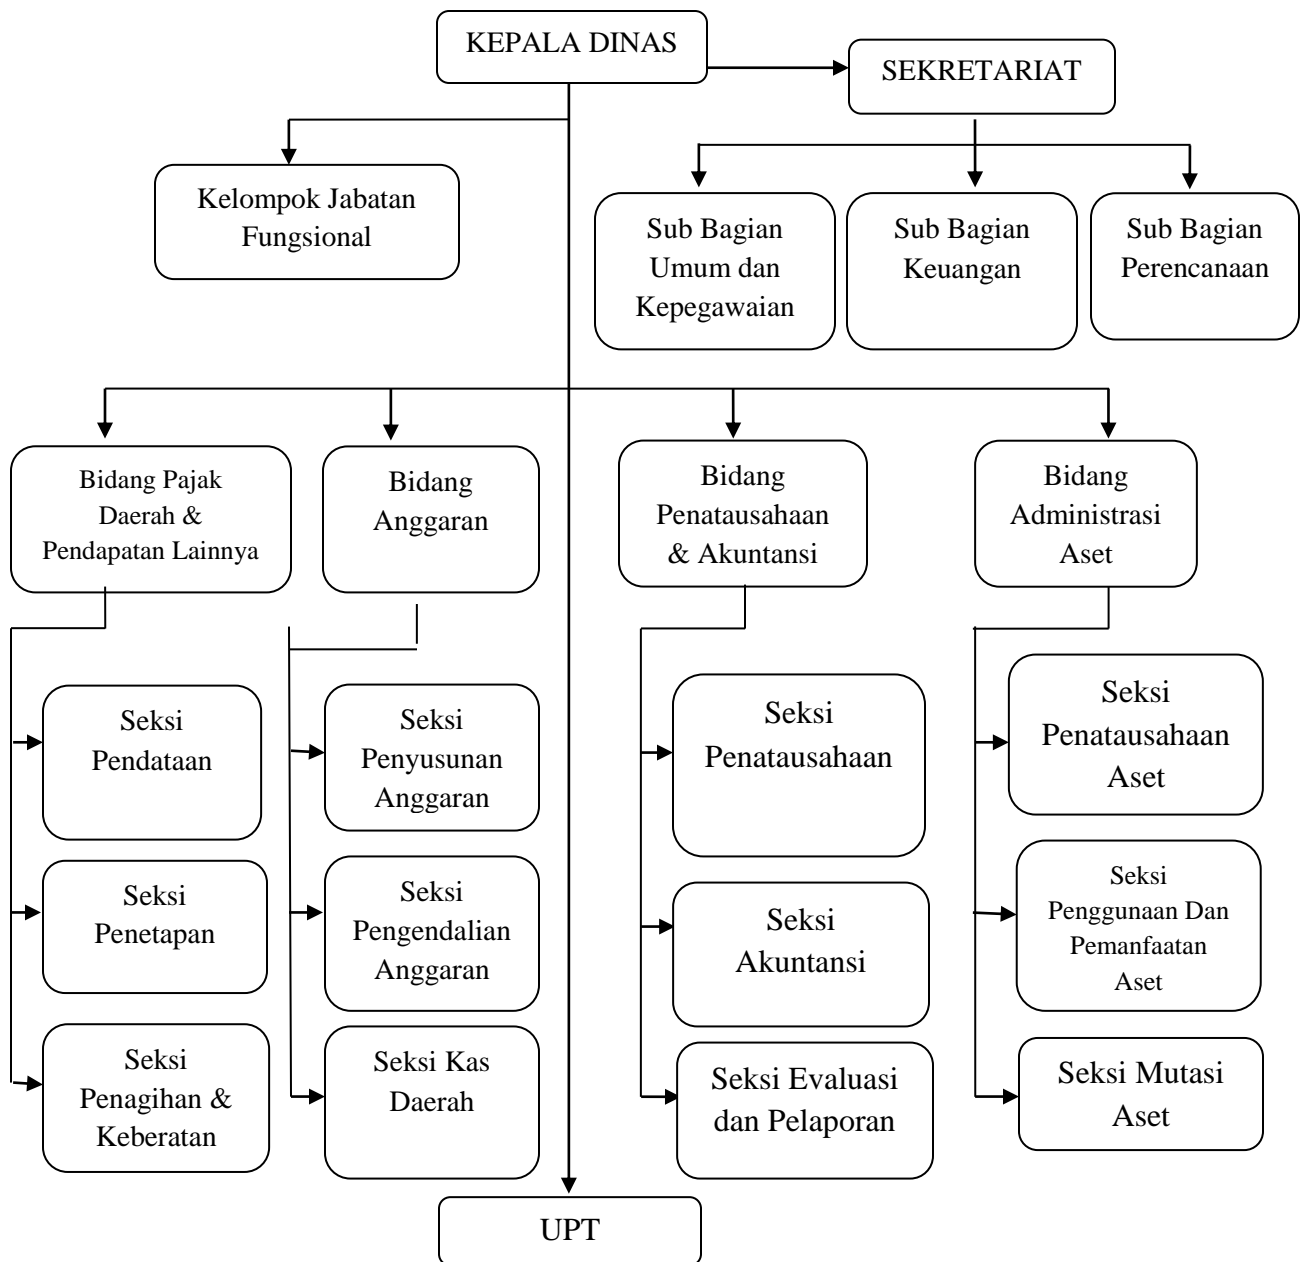 KEPALA DINAS
SEKRETARIAT
Kelompok Jabatan
Fungsional
Sub Bagian
Umum dan
Kepegawaian
Sub Bagian
Keuangan
Sub Bagian
Perencanaan
Bidang Pajak
Daerah &
Pendapatan Lainnya
Bidang
Anggaran
Bidang
Penatausahaan
& Akuntansi
Bidang
Administrasi
Aset
Seksi
Pendataan
Seksi
Penyusunan
Anggaran
Seksi
Penatausahaan
Seksi
Penatausahaan
Aset
Seksi
Penetapan
Seksi
Pengendalian
Anggaran
Seksi
Akuntansi
Seksi
Penggunaan Dan
Pemanfaatan
Aset
Seksi
Penagihan &
Keberatan
Seksi Kas
Daerah
Seksi Evaluasi
dan Pelaporan
Seksi Mutasi
Aset
UPT